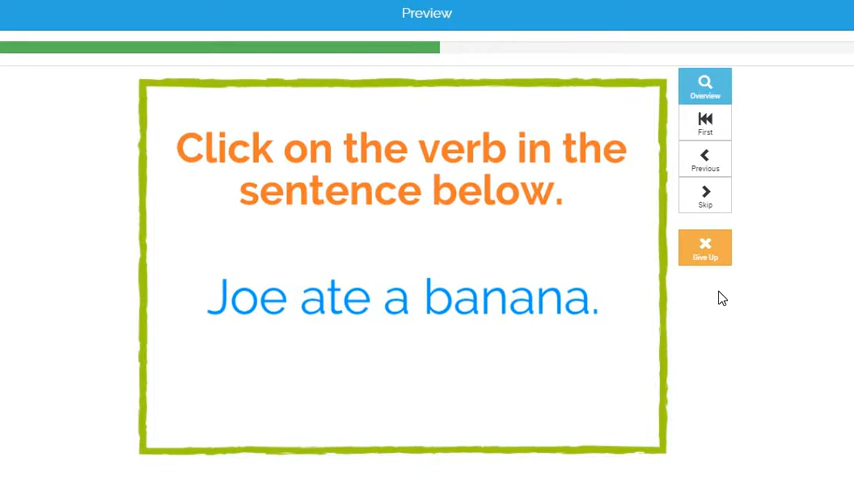 Preview
Click on the verb in the
sentence below.
Joe ate a banana.
Overview
First
Previous
Skip
Give Up